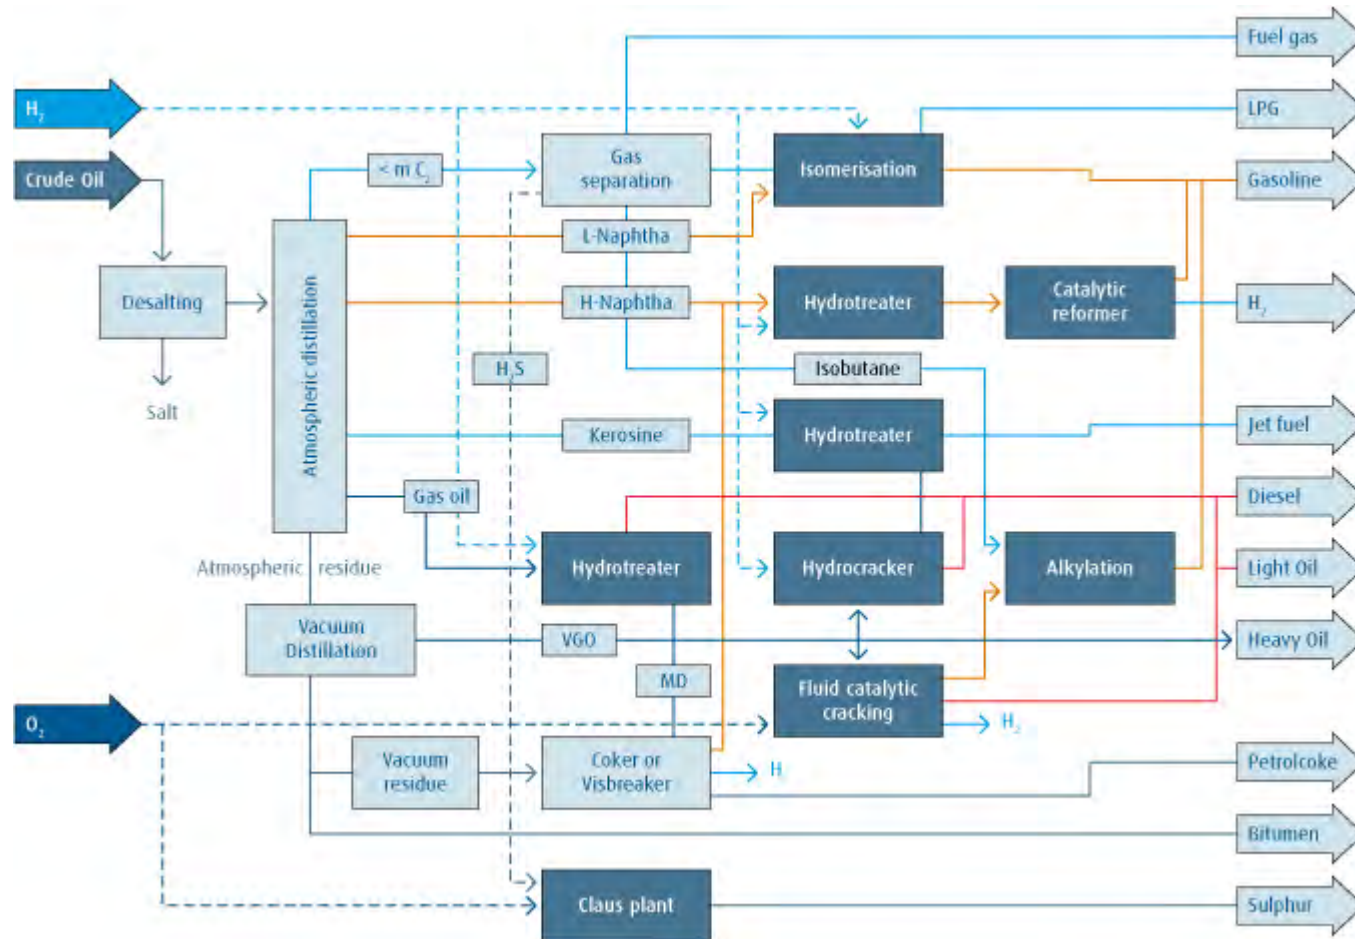 Fuel gas
H₂
LPG
Crude Oil
< m C₂
Gas
separation
Isomerisation
Gasoline
L-Naphtha
Desalting
Atmospheric distillation
H-Naphtha
Hydrotreater
Catalytic
reformer
H₂
Salt
H₂S
Isobutane
Kerosine
Hydrotreater
Jet fuel
Gas oil
Diesel
Atmospheric residue
Hydrotreater
Hydrocracker
Alkylation
Light Oil
Vacuum
Distillation
VGO
Heavy Oil
MD
Fluid catalytic
cracking
O₂
H₂
Vacuum
residue
Coker or
Visbreaker
H
Petrolcoke
Bitumen
Claus plant
Sulphur